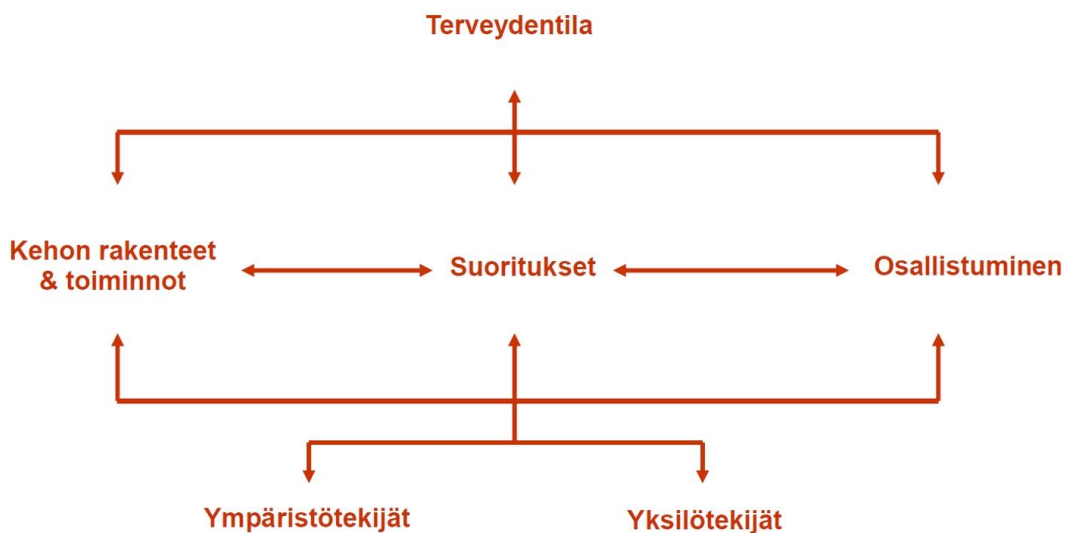 Terveydentila
Kehon rakenteet
& toiminnot
Suoritukset
Osallistuminen
Ympäristötekijät
Yksilötekijät